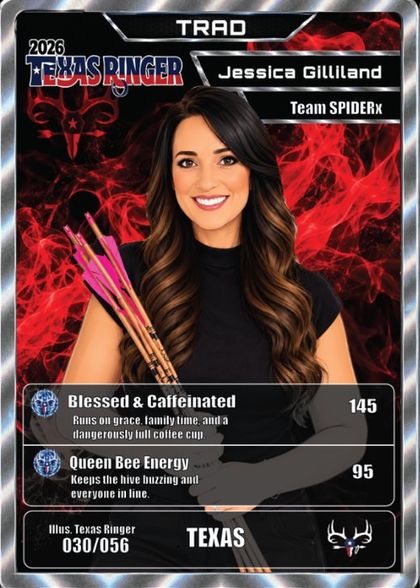 TRAD
2026
TEXAS RINGER
Jessica Gilliland
Team SPIDERx
Blessed & Caffeinated
145
Runs on grace, family time, and a
dangerously full coffee cup.
Queen Bee Energy
95
Keeps the hive buzzing and
everyone in line.
Illus. Texas Ringer
030/056
TEXAS